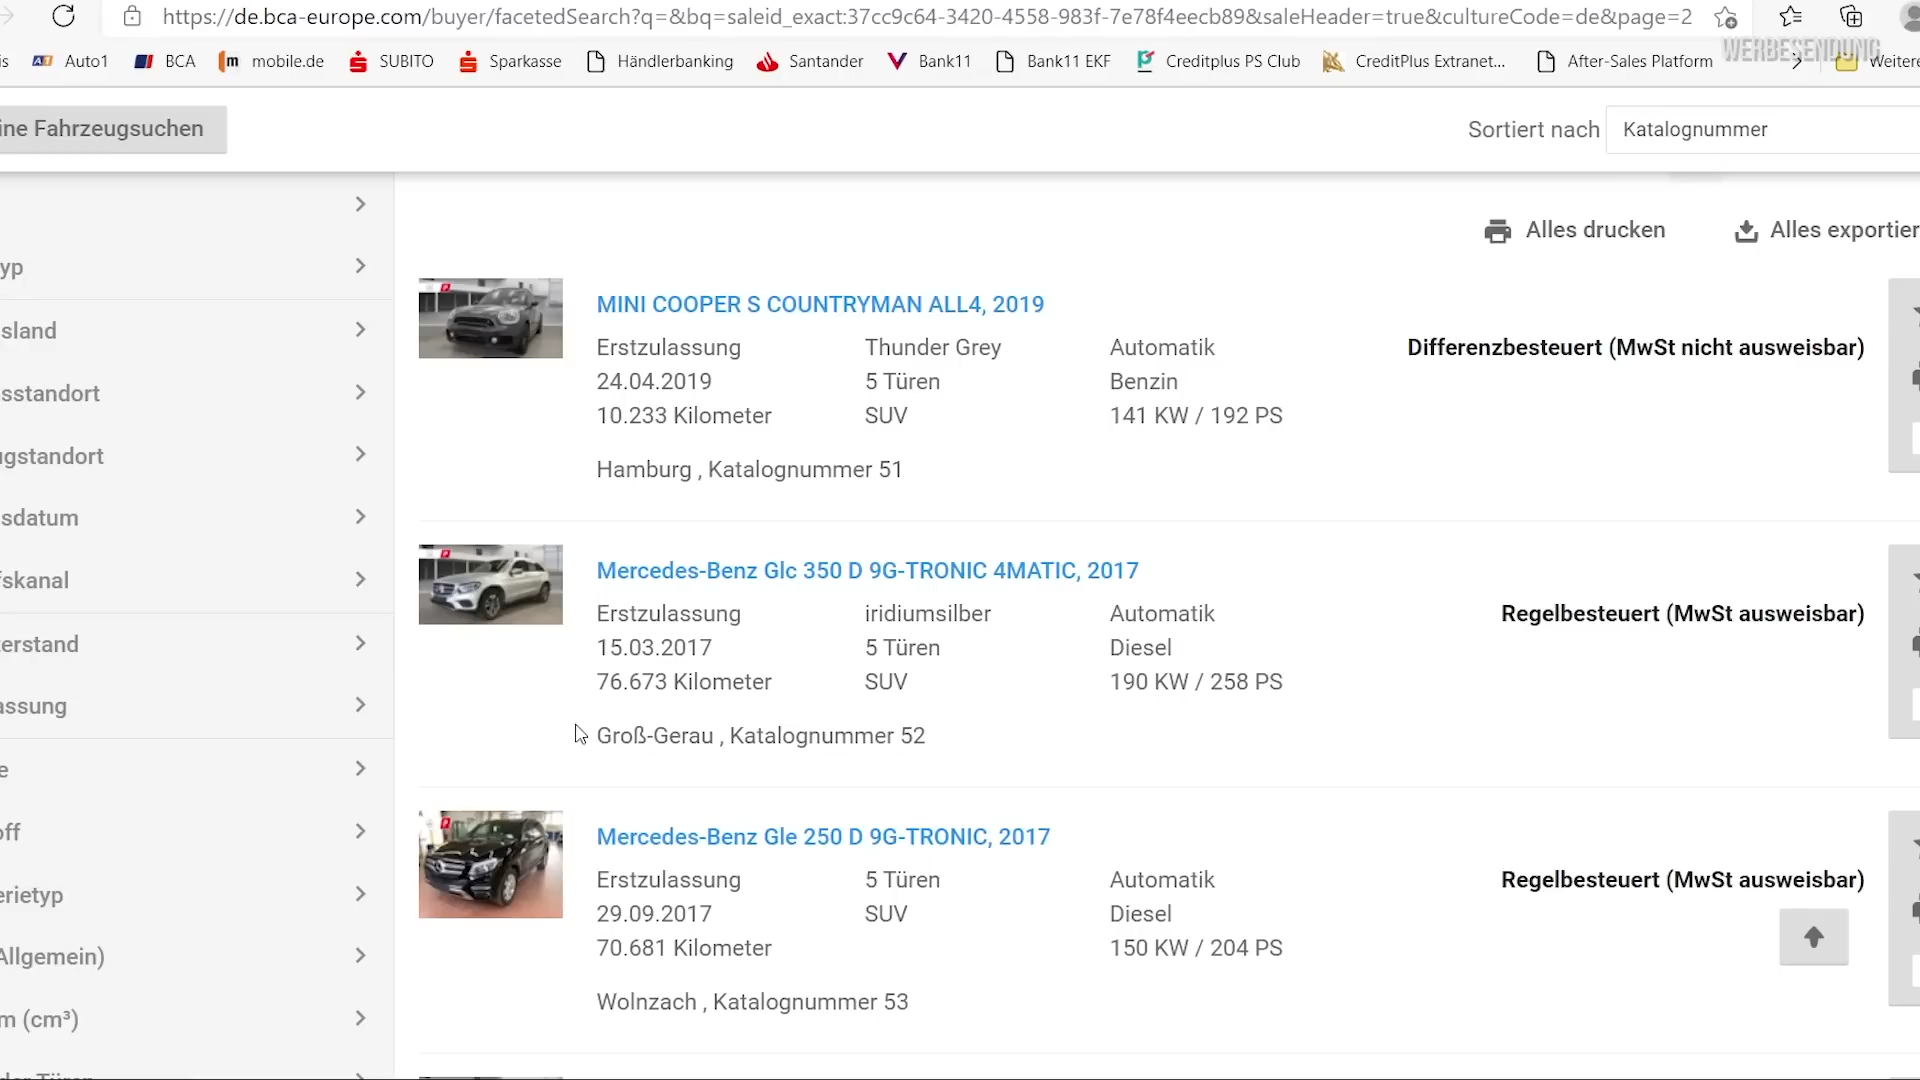 https://de.bca-europe.com/buyer/facetedSearch?q=&bq=saleid_exact:37cc9c64-3420-4558-983f-7e78f4eecb89&saleHeader=true&cultureCode=de&page=2
WERBESENDUNG
is Auto1 BCA mobile.de SUBITO Sparkasse Händlerbanking Santander Bank11 Bank11 EKF Creditplus PS Club CreditPlus Extranet... After-Sales Platform Weitere
ine Fahrzeugsuchen
Sortiert nach Katalognummer
Alles drucken Alles exportier
yp
sland
sstandort
ugstandort
sdatum
fskanal
terstand
assung
e
off
erietyp
Allgemein)
m (cm³)
der Türen
MINI COOPER S COUNTRYMAN ALL4, 2019
Erstzulassung Thunder Grey Automatik Differenzbesteuert (MwSt nicht ausweisbar)
24.04.2019 5 Türen Benzin
10.233 Kilometer SUV 141 KW / 192 PS
Hamburg , Katalognummer 51
Mercedes-Benz Glc 350 D 9G-TRONIC 4MATIC, 2017
Erstzulassung iridiumsilber Automatik Regelbesteuert (MwSt ausweisbar)
15.03.2017 5 Türen Diesel
76.673 Kilometer SUV 190 KW / 258 PS
Groß-Gerau , Katalognummer 52
Mercedes-Benz Gle 250 D 9G-TRONIC, 2017
Erstzulassung 5 Türen Automatik Regelbesteuert (MwSt ausweisbar)
29.09.2017 SUV Diesel
70.681 Kilometer 150 KW / 204 PS
Wolnzach , Katalognummer 53